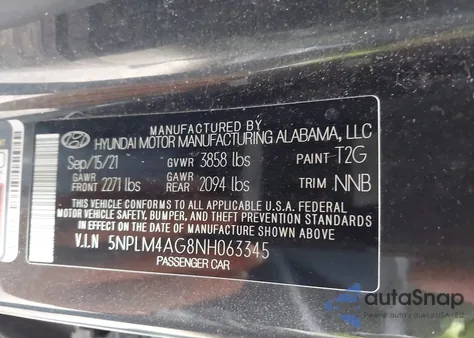 MANUFACTURED BY
HYUNDAI MOTOR MANUFACTURING ALABAMA, LLC
Sep/15/21 GVWR 3858 lbs PAINT T2G
GAWR FRONT 2271 lbs GAWR REAR 2094 lbs TRIM NNB
THIS VEHICLE CONFORMS TO ALL APPLICABLE U.S.A. FEDERAL
MOTOR VEHICLE SAFETY, BUMPER, AND THEFT PREVENTION STANDARDS
IN EFFECT ON THE DATE OF MANUFACTURE SHOWN ABOVE.
V.I.N 5NPLM4AG8NH063345
PASSENGER CAR
autoSnap